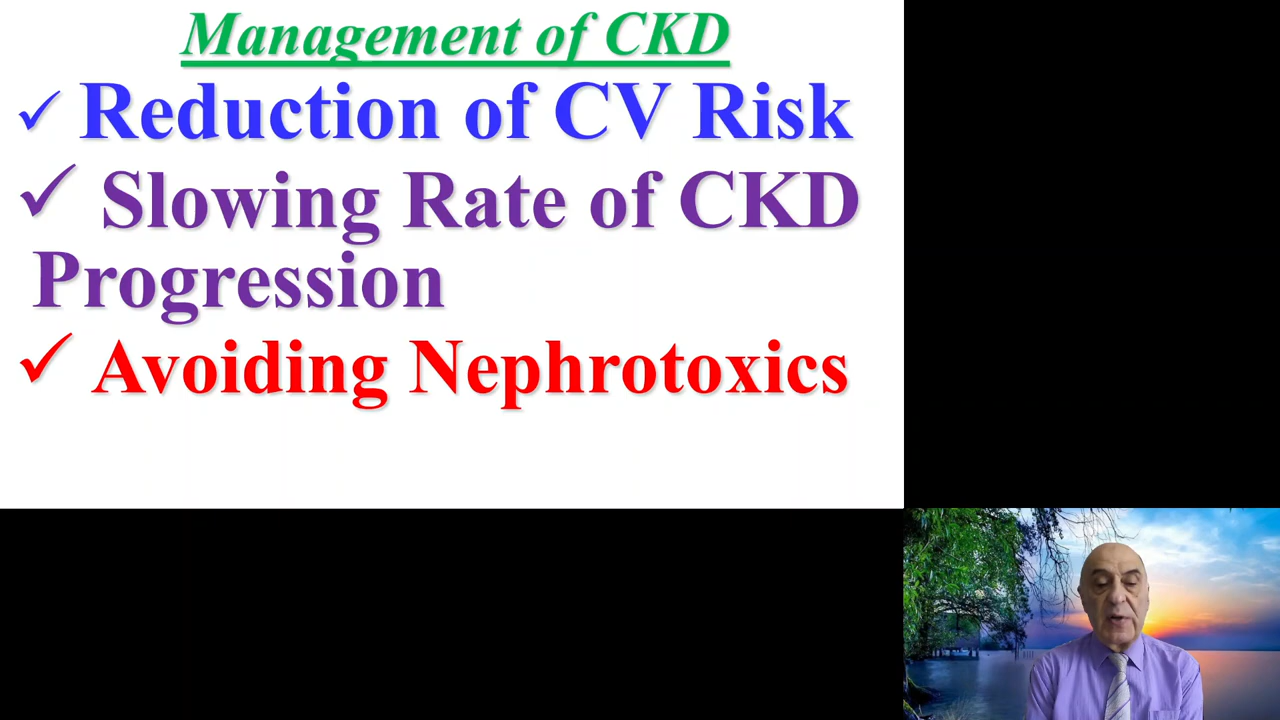 Management of CKD
✓ Reduction of CV Risk
✓ Slowing Rate of CKD
Progression
✓ Avoiding Nephrotoxics